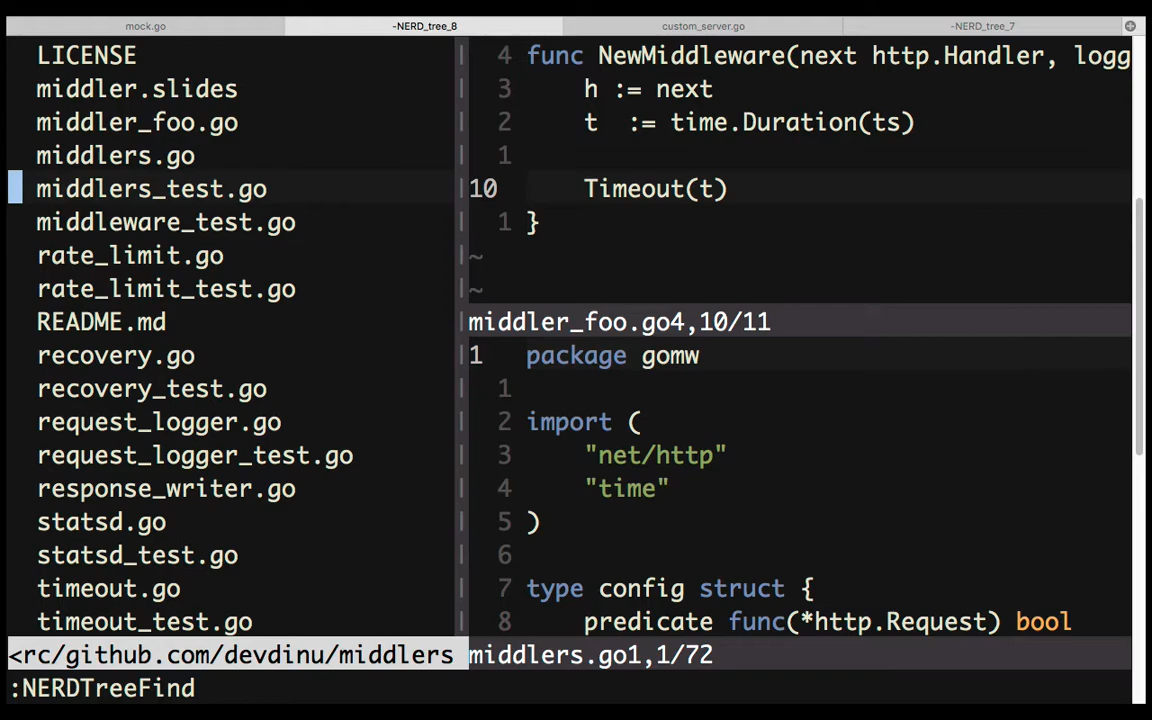 mock.go
-NERD_tree_8
custom_server.go
-NERD_tree_7
LICENSE
middler.slides
middler_foo.go
middlers.go
middlers_test.go
middleware_test.go
rate_limit.go
rate_limit_test.go
README.md
recovery.go
recovery_test.go
request_logger.go
request_logger_test.go
response_writer.go
statsd.go
statsd_test.go
timeout.go
timeout_test.go
<rc/github.com/devdinu/middlers
4 func NewMiddleware(next http.Handler, logg
3 h := next
2 t  := time.Duration(ts)
1
10 Timeout(t)
1 }
~
~
middler_foo.go4,10/11
1 package gomw
1
2 import (
3 "net/http"
4 "time"
5 )
6
7 type config struct {
8 predicate func(*http.Request) bool
middlers.go1,1/72
:NERDTreeFind